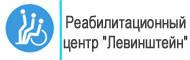 Реабилитационный
центр "Левинштейн"